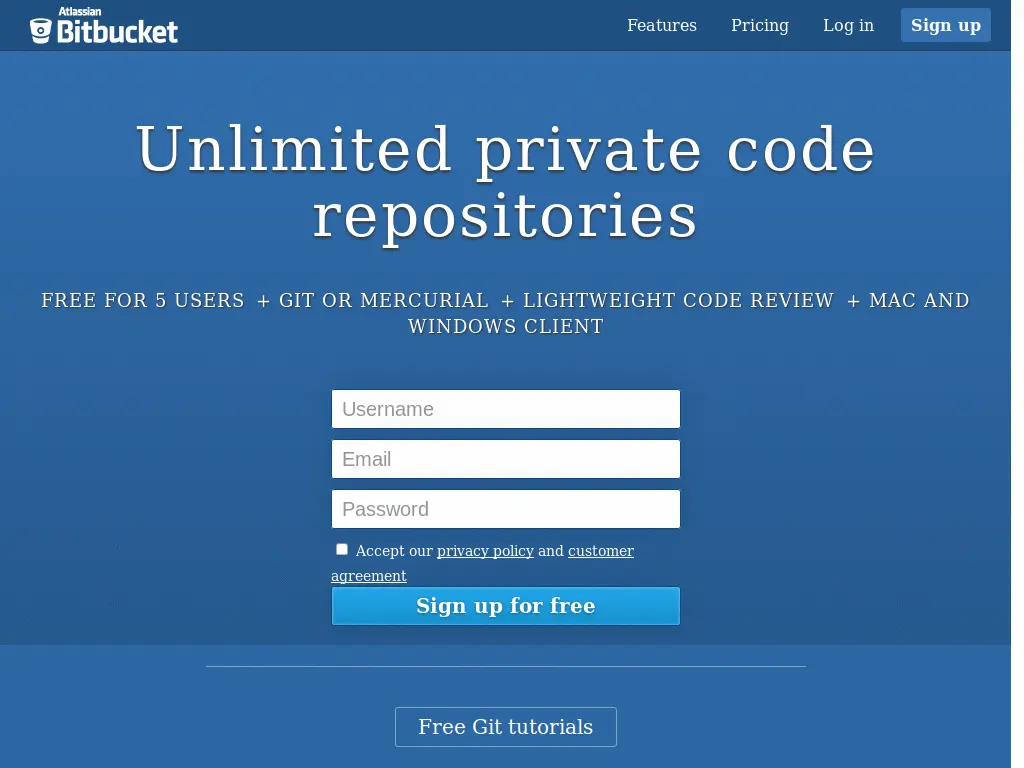 Atlassian
Bitbucket
Features
Pricing
Log in
Sign up
Unlimited private code
repositories
FREE FOR 5 USERS + GIT OR MERCURIAL + LIGHTWEIGHT CODE REVIEW + MAC AND
WINDOWS CLIENT
Username
Email
Password
Accept our privacy policy and customer
agreement
Sign up for free
Free Git tutorials